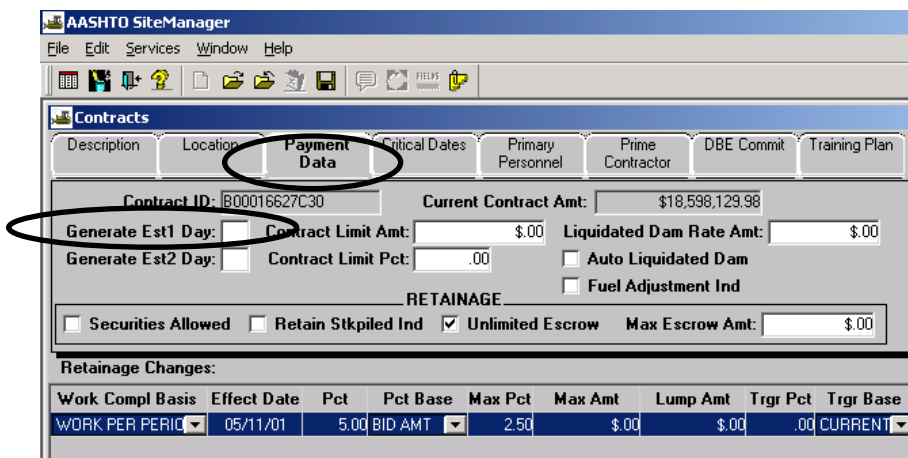 AASHTO SiteManager
File Edit Services Window Help
FIELDS
Contracts
Description Location Payment Data Critical Dates Primary Personnel Prime Contractor DBE Commit Training Plan
Contract ID: B00016627C30 Current Contract Amt: $18,598,129.98
Generate Est1 Day: Contract Limit Amt: $.00 Liquidated Dam Rate Amt: $.00
Generate Est2 Day: Contract Limit Pct: .00 Auto Liquidated Dam
Fuel Adjustment Ind
RETAINAGE
Securities Allowed Retain Stkpiled Ind Unlimited Escrow Max Escrow Amt: $.00
Retainage Changes:
Work Compl Basis Effect Date Pct Pct Base Max Pct Max Amt Lump Amt Trgr Pct Trgr Base
WORK PER PERIO 05/11/01 5.00 BID AMT 2.50 $.00 $.00 .00 CURRENT